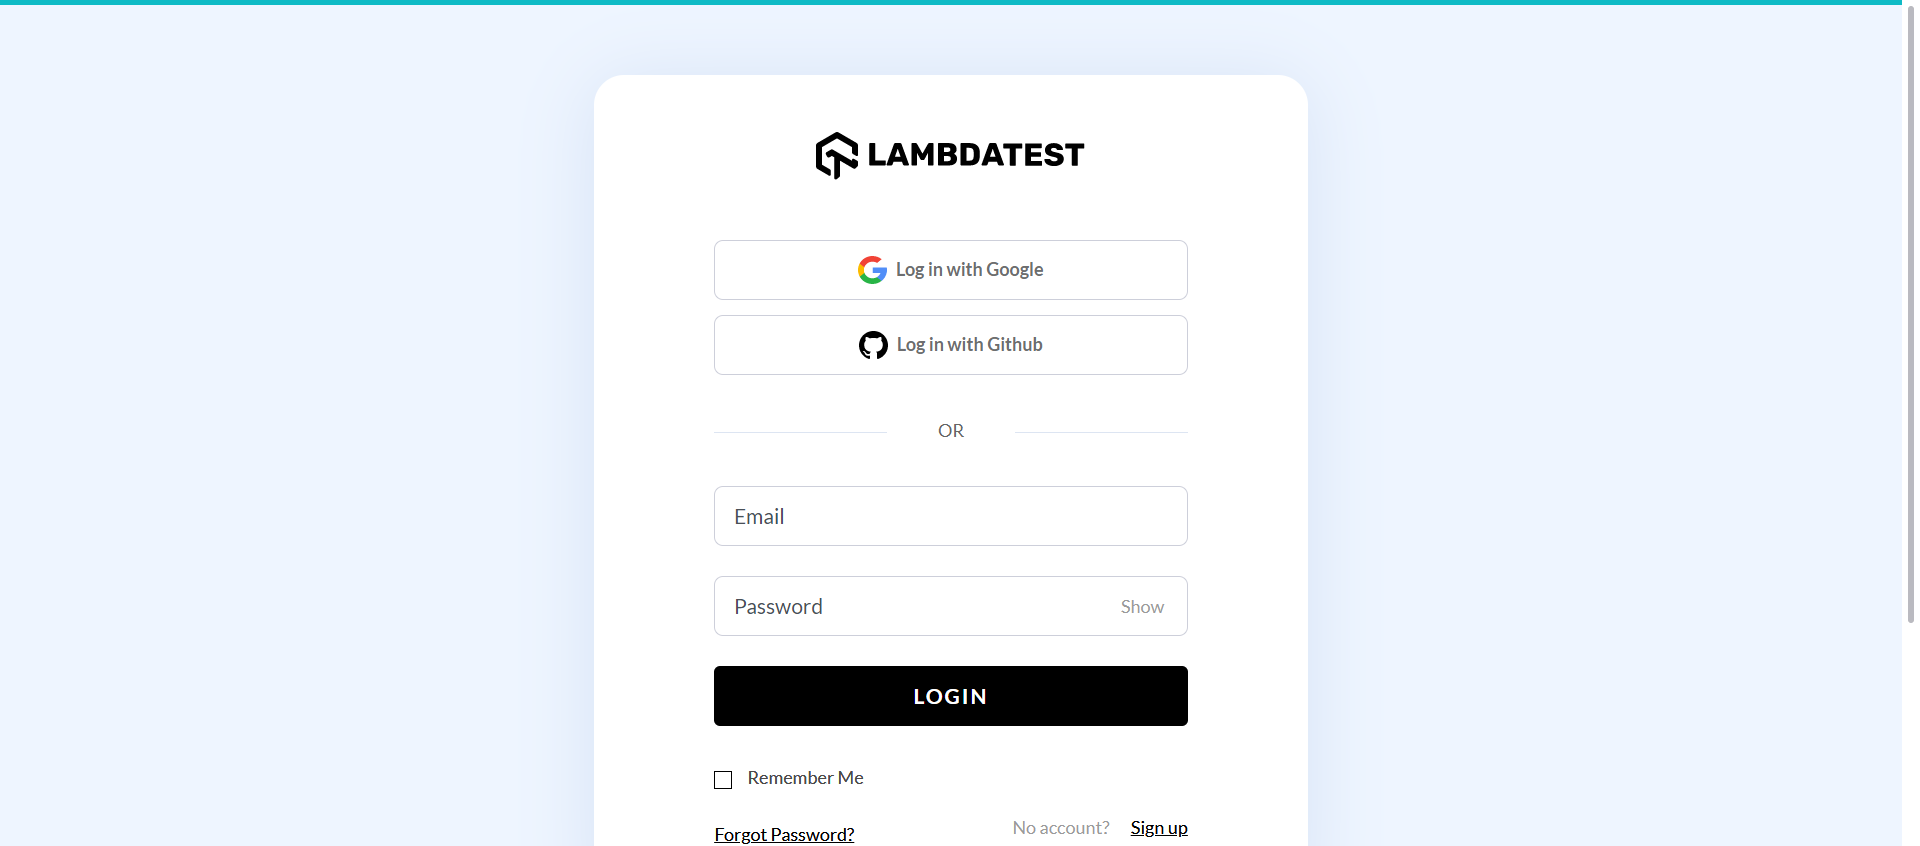 LAMBDATEST
Log in with Google
Log in with Github
OR
Email
Password Show
LOGIN
Remember Me
Forgot Password? No account? Sign up